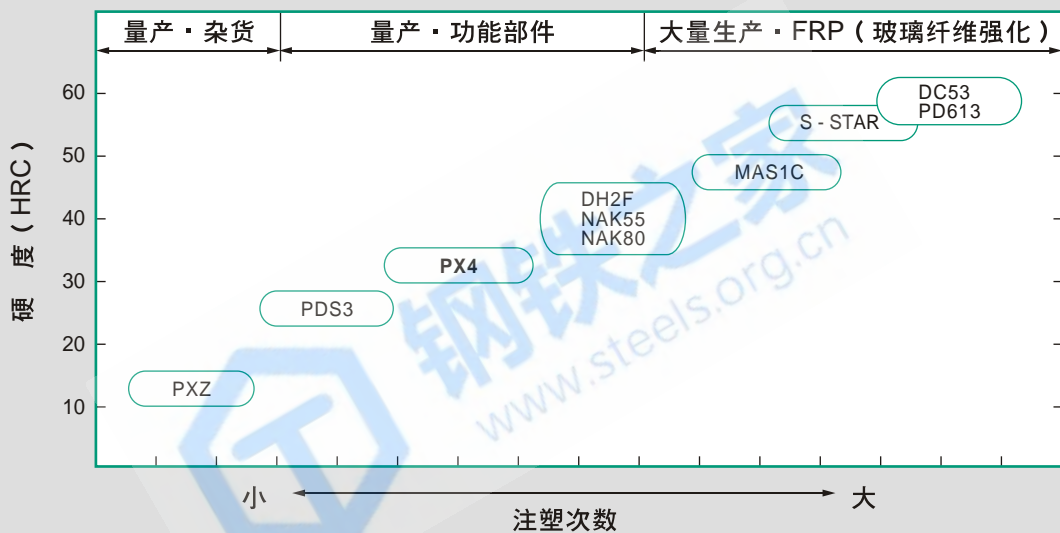 量产·杂货
量产·功能部件
大量生产·FRP（玻璃纤维强化）
硬 度（HRC）
60
50
40
30
20
10
DC53
PD613
S - STAR
MAS1C
DH2F
NAK55
NAK80
PX4
PDS3
PXZ
小
大
注塑次数
钢铁之家
www.steels.org.cn